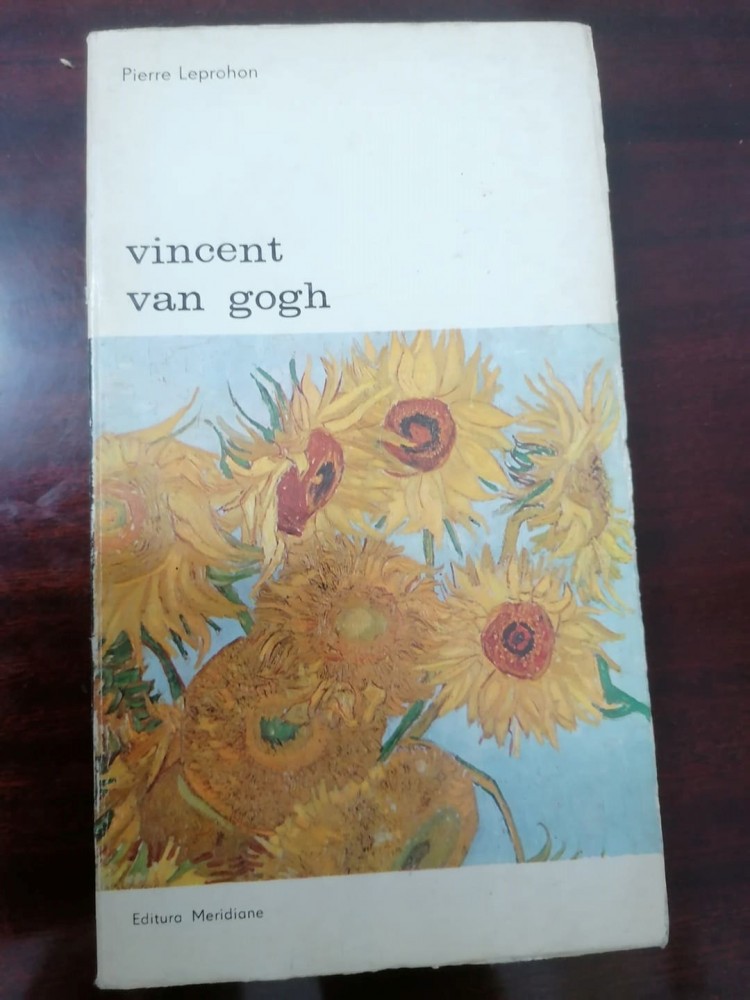 Pierre Leprohon
vincent
van gogh
Editura Meridiane